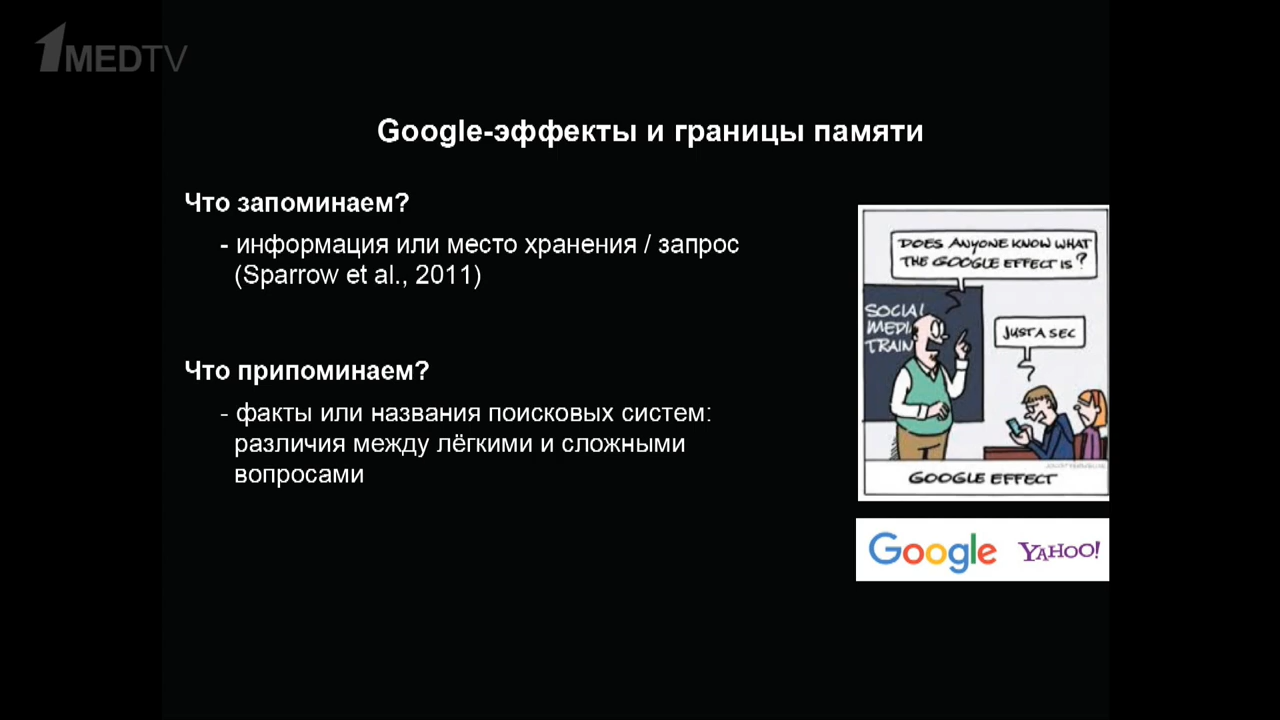 1MEDTV
Google-эффекты и границы памяти
Что запоминаем?
- информация или место хранения / запрос
(Sparrow et al., 2011)
Что припоминаем?
- факты или названия поисковых систем:
различия между лёгкими и сложными
вопросами
DOES ANYONE KNOW WHAT
THE GOOGLE EFFECT IS?
SOCIAL
MEDIA
TRAIN
JUST A SEC
GOOGLE EFFECT
Google YAHOO!